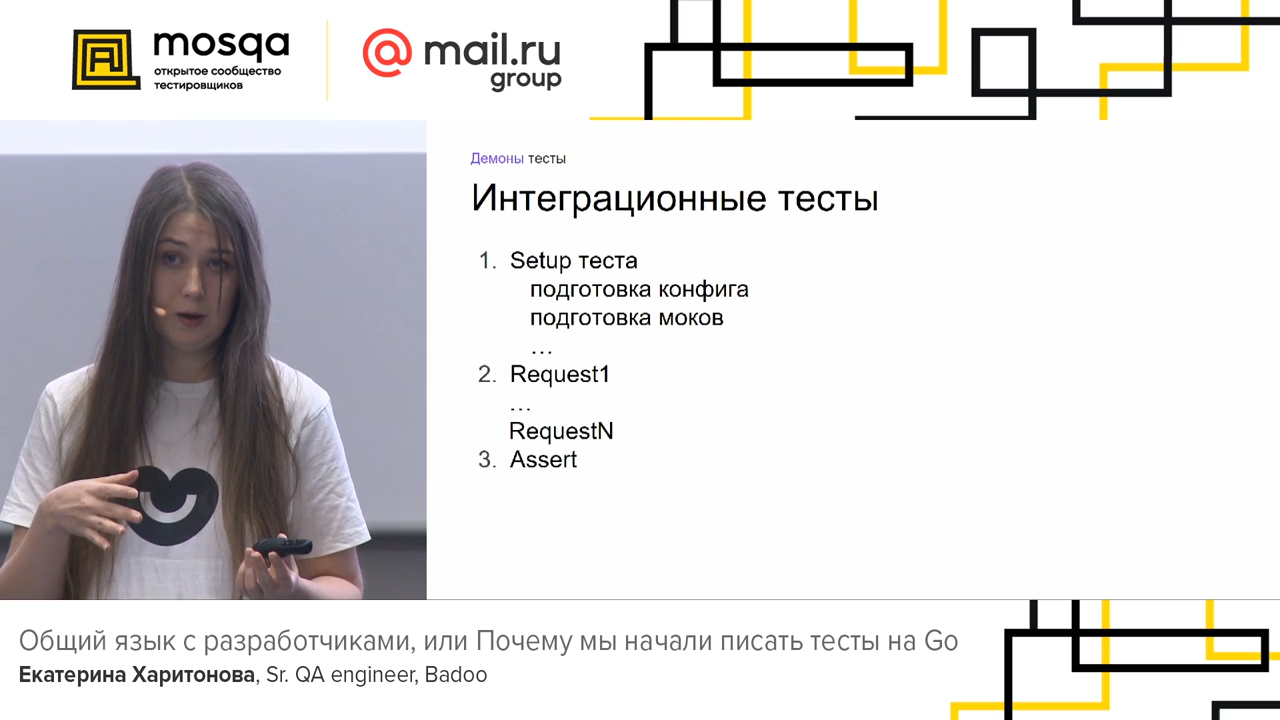 mosqa
открытое сообщество
тестировщиков
@mail.ru
group
Демоны тесты
Интеграционные тесты
1. Setup теста
подготовка конфига
подготовка моков
…
2. Request1
…
RequestN
3. Assert
Общий язык с разработчиками, или Почему мы начали писать тесты на Go
Екатерина Харитонова, Sr. QA engineer, Badoo